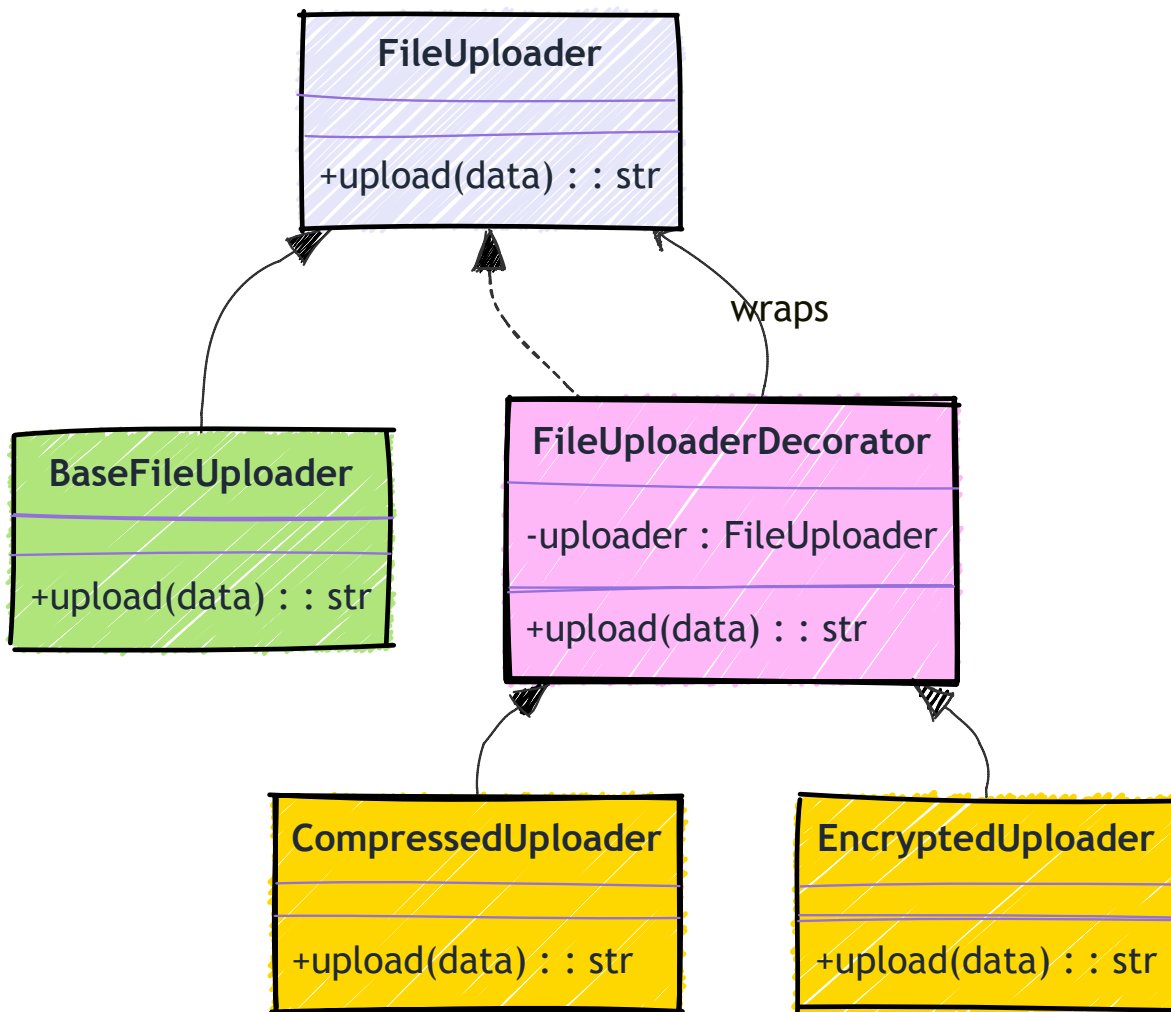 FileUploader
+upload(data) : : str
wraps
BaseFileUploader
+upload(data) : : str
FileUploaderDecorator
-uploader : FileUploader
+upload(data) : : str
CompressedUploader
+upload(data) : : str
EncryptedUploader
+upload(data) : : str